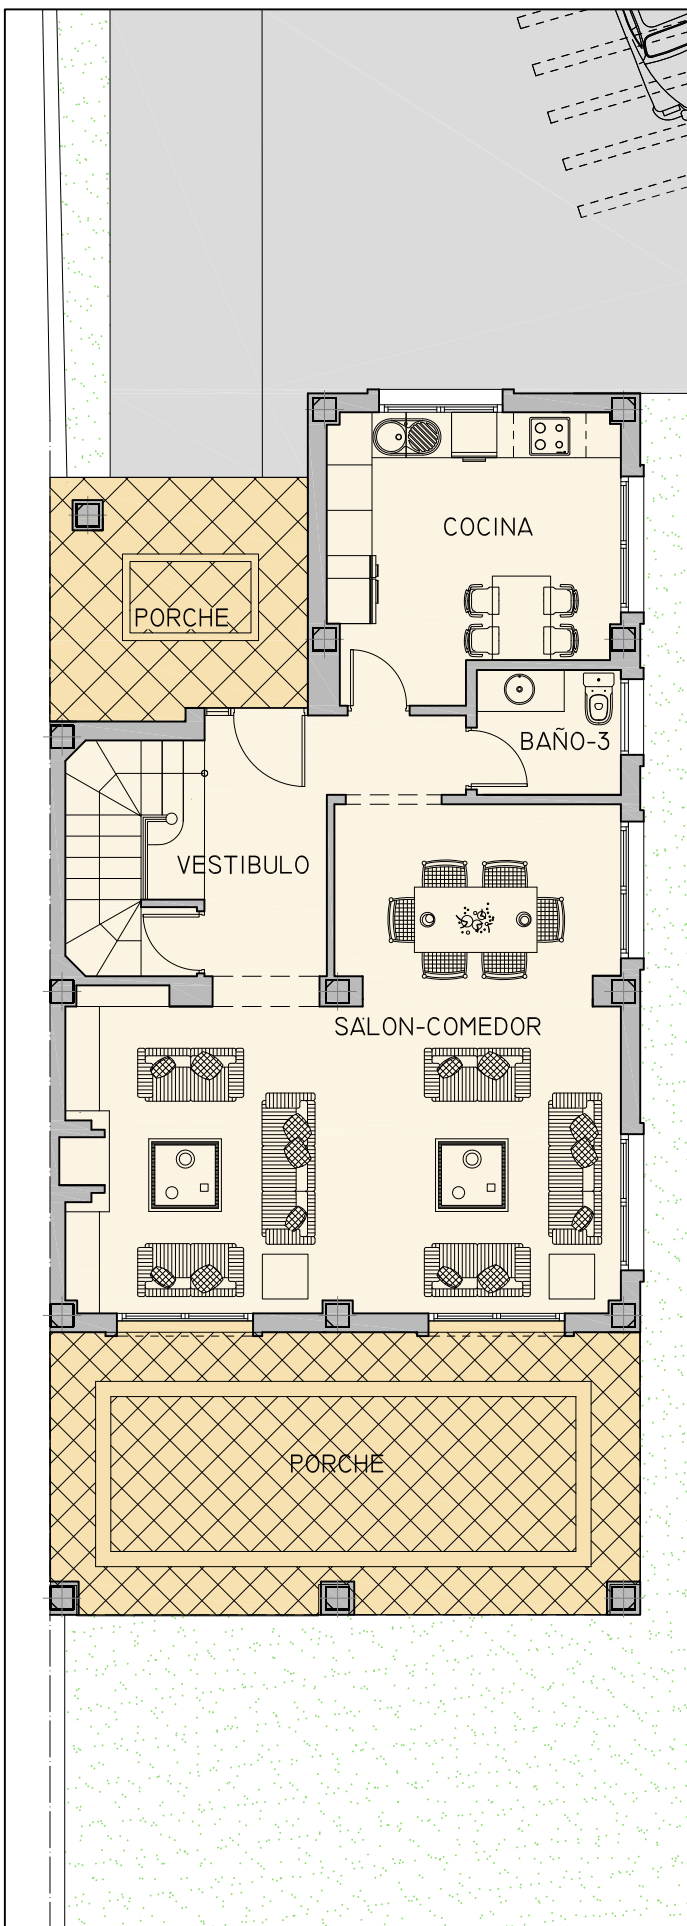 COCINA
PORCHE
BAÑO-3
VESTIBULO
SALON-COMEDOR
PORCHE